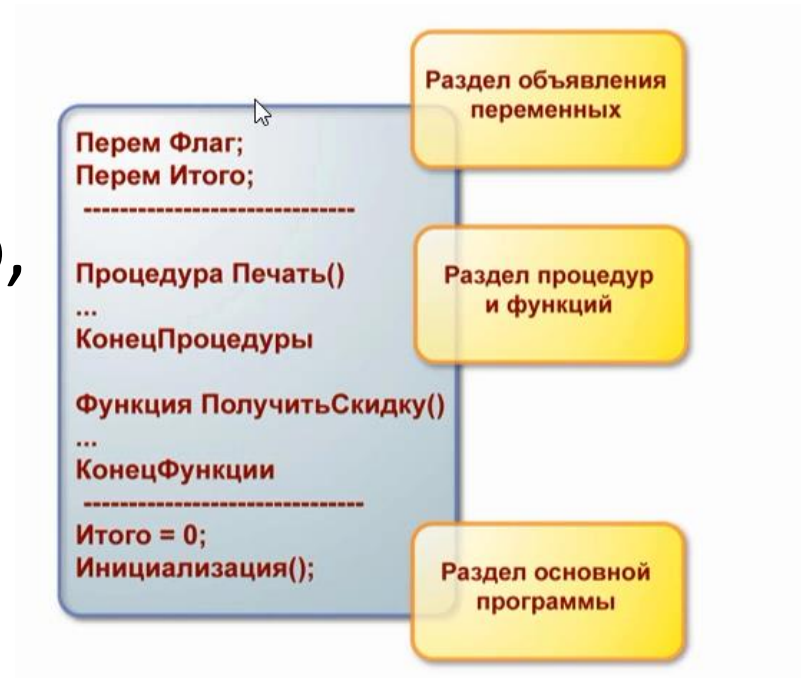 Перем Флаг;
Перем Итого;
------------------------------
Процедура Печать()
...
КонецПроцедуры
Функция ПолучитьСкидку()
...
КонецФункции
-------------------------------
Итого = 0;
Инициализация();
Раздел объявления
переменных
Раздел процедур
и функций
Раздел основной
программы
),